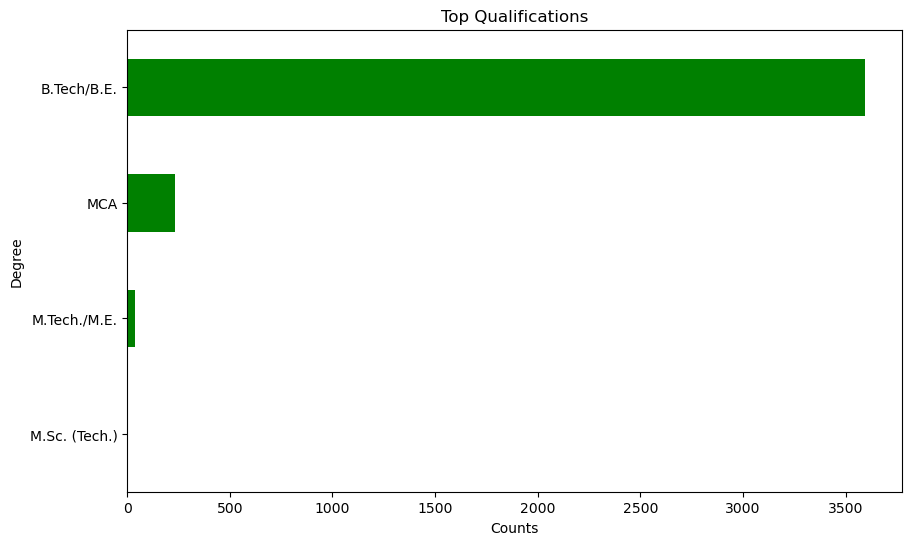 Top Qualifications
B.Tech/B.E.
MCA
M.Tech./M.E.
M.Sc. (Tech.)
Degree
0 500 1000 1500 2000 2500 3000 3500
Counts